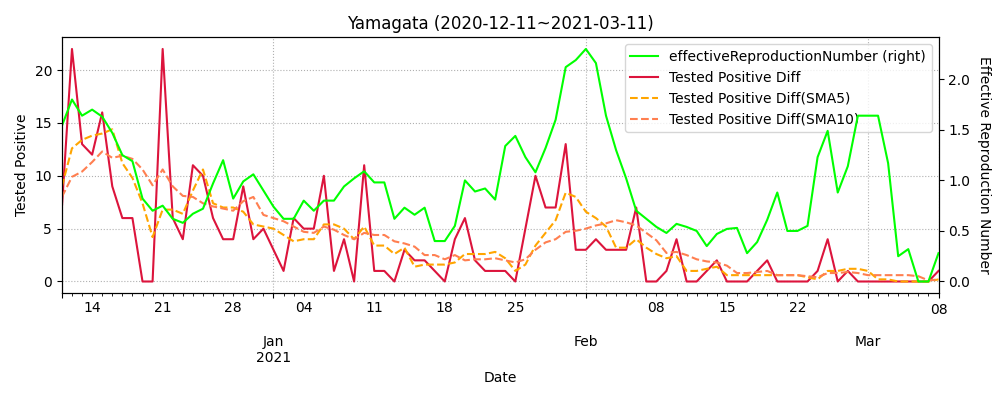 Yamagata (2020-12-11~2021-03-11)
effectiveReproductionNumber (right)
Tested Positive Diff
Tested Positive Diff(SMA5)
Tested Positive Diff(SMA10)
Tested Positive
20
15
10
5
0
Effective Reproduction Number
2.0
1.5
1.0
0.5
0.0
14 21 28 04 11 18 25 08 15 22 08
Jan Feb Mar
2021
Date